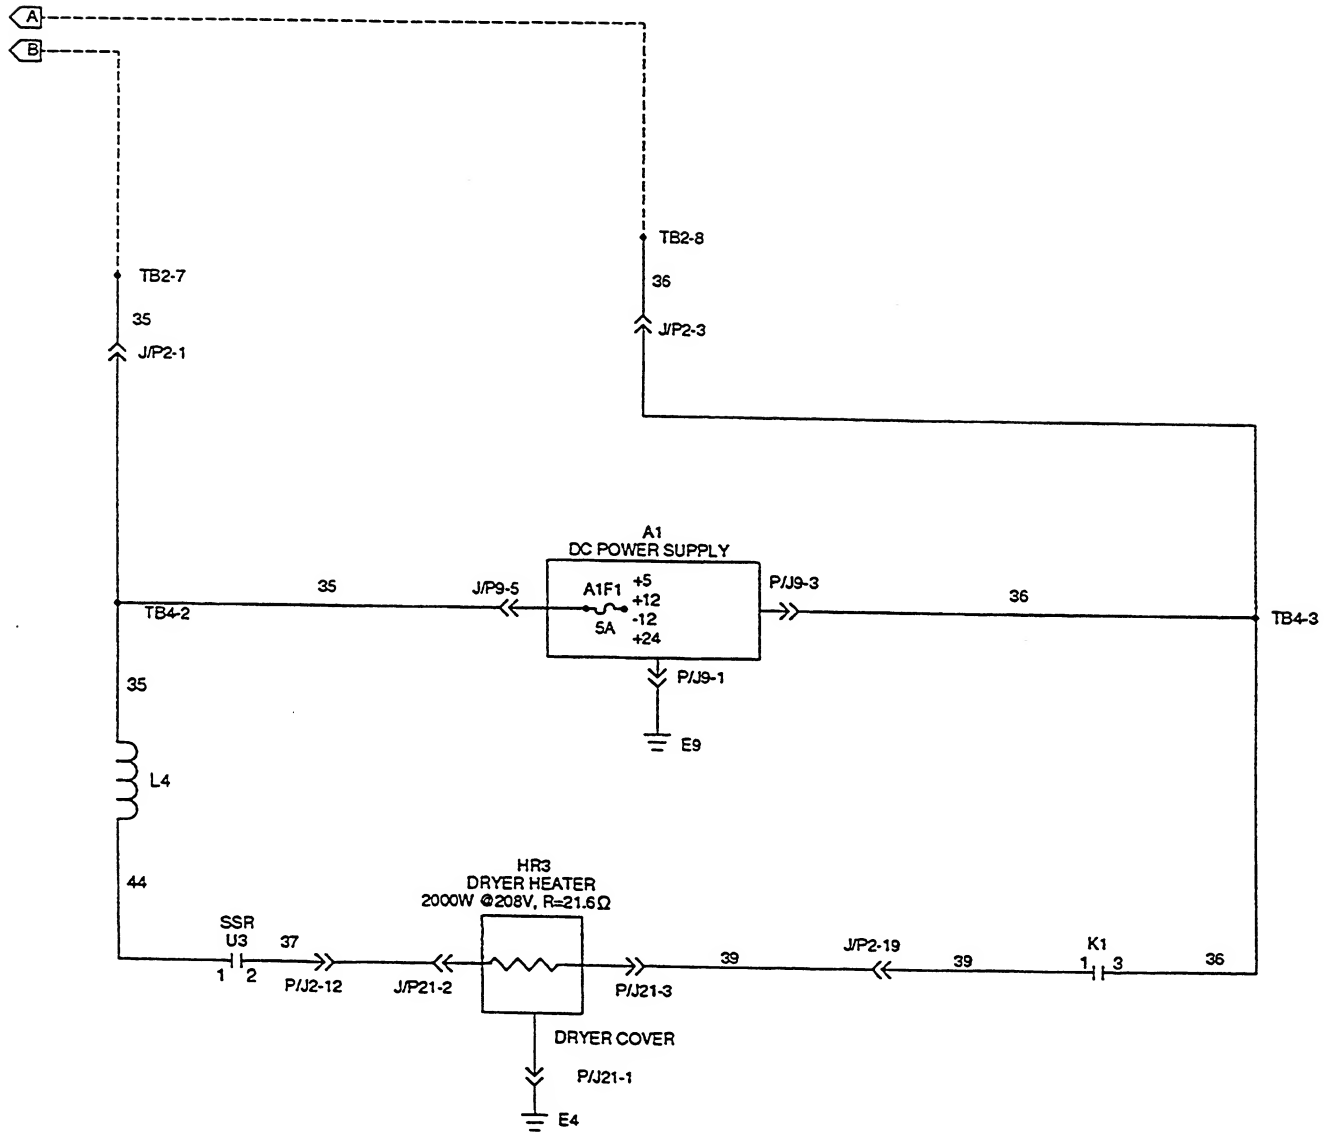 A
B
TB2-8
TB2-7
36
35
J/P2-3
J/P2-1
A1
DC POWER SUPPLY
35
J/P9-5
A1F1
+5
+12
-12
+24
5A
P/J9-3
36
TB4-2
TB4-3
P/J9-1
35
E9
L4
HR3
DRYER HEATER
2000W @208V, R=21.6Ω
44
SSR
U3
37
1
2
P/J2-12
J/P21-2
P/J21-3
39
J/P2-19
39
K1
1
3
36
DRYER COVER
P/J21-1
E4